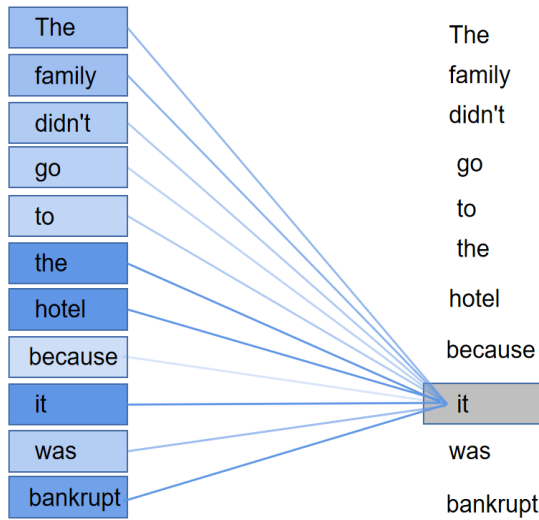 The
family
didn't
go
to
the
hotel
because
it
was
bankrupt
The
family
didn't
go
to
the
hotel
because
it
was
bankrupt